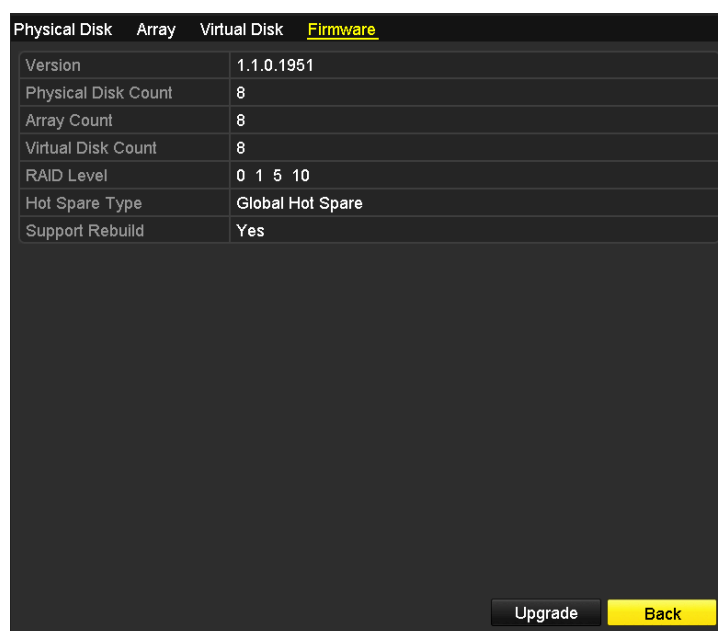 Physical Disk Array Virtual Disk Firmware
Version 1.1.0.1951
Physical Disk Count 8
Array Count 8
Virtual Disk Count 8
RAID Level 0 1 5 10
Hot Spare Type Global Hot Spare
Support Rebuild Yes
Upgrade Back